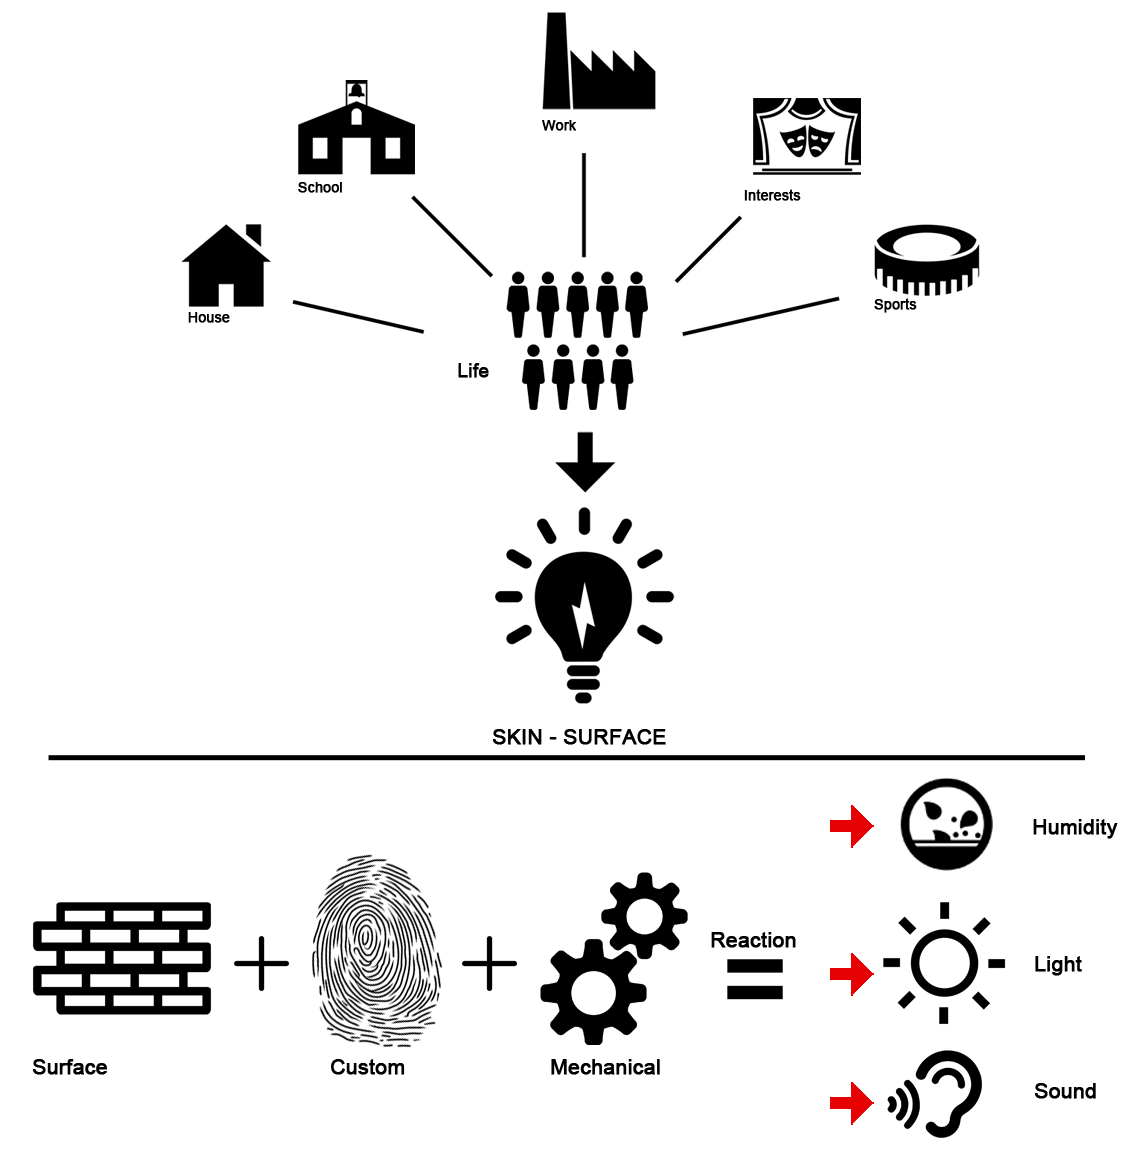 Work
School
Interests
House
Sports
Life
SKIN - SURFACE
Humidity
Reaction
Light
Surface
Custom
Mechanical
Sound